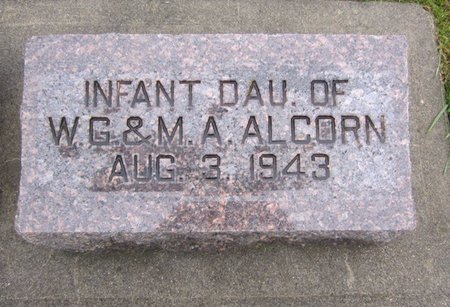 INFANT DAU. OF
W.G.& M.A. ALCORN
AUG. 3, 1943